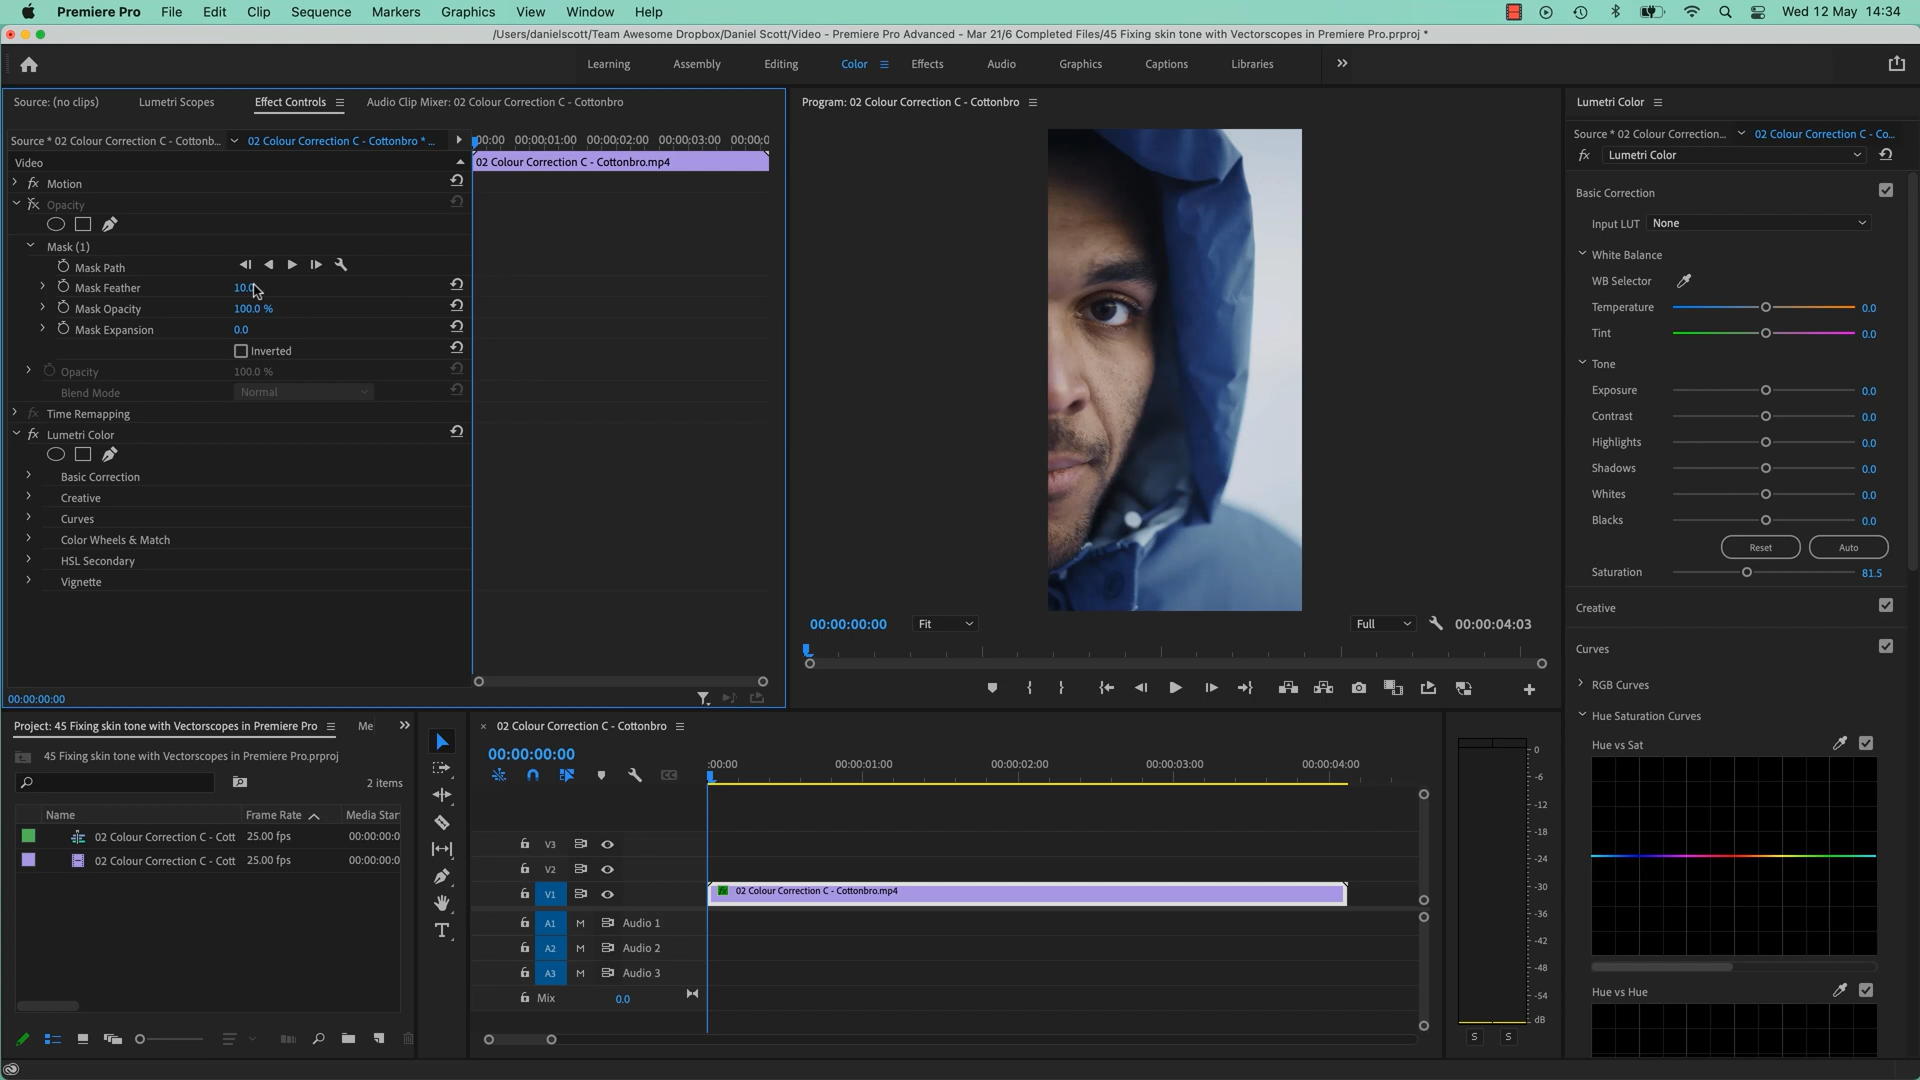 Premiere Pro File Edit Clip Sequence Markers Graphics View Window Help Wed 12 May 14:34
/Users/danielscott/Team Awesome Dropbox/Daniel Scott/Video - Premiere Pro Advanced - Mar 21/6 Completed Files/45 Fixing skin tone with Vectorscopes in Premiere Pro.prproj *
Learning Assembly Editing Color Effects Audio Graphics Captions Libraries
Source: (no clips) Lumetri Scopes Effect Controls Audio Clip Mixer: 02 Colour Correction C - Cottonbro
Source * 02 Colour Correction C - Cottonb... 02 Colour Correction C - Cottonbro * ...
:00:00 00:00:01:00 00:00:02:00 00:00:03:00 00:00:0
Video
02 Colour Correction C - Cottonbro.mp4
fx Motion
fx Opacity
Mask (1)
Mask Path
Mask Feather 10.0
Mask Opacity 100.0 %
Mask Expansion 0.0
Inverted
Opacity 100.0 %
Blend Mode Normal
fx Time Remapping
fx Lumetri Color
Basic Correction
Creative
Curves
Color Wheels & Match
HSL Secondary
Vignette
00:00:00:00
Program: 02 Colour Correction C - Cottonbro
00:00:00:00 Fit Full 00:00:04:03
Lumetri Color
Source * 02 Colour Correction... 02 Colour Correction C - Co...
fx Lumetri Color
Basic Correction
Input LUT None
White Balance
WB Selector
Temperature 0.0
Tint 0.0
Tone
Exposure 0.0
Contrast 0.0
Highlights 0.0
Shadows 0.0
Whites 0.0
Blacks 0.0
Reset Auto
Saturation 81.5
Creative
Curves
RGB Curves
Hue Saturation Curves
Hue vs Sat
Hue vs Hue
Project: 45 Fixing skin tone with Vectorscopes in Premiere Pro Me
45 Fixing skin tone with Vectorscopes in Premiere Pro.prproj
2 items
Name Frame Rate Media Star
02 Colour Correction C - Cott 25.00 fps 00:00:00:0
02 Colour Correction C - Cott 25.00 fps 00:00:00:0
02 Colour Correction C - Cottonbro
00:00:00:00
:00:00 00:00:01:00 00:00:02:00 00:00:03:00 00:00:04:00
V3
V2
V1 fx 02 Colour Correction C - Cottonbro.mp4
A1 M Audio 1
A2 M Audio 2
A3 M Audio 3
Mix 0.0
0
-6
-12
-18
-24
-30
-36
-42
-48
-54
dB
S S